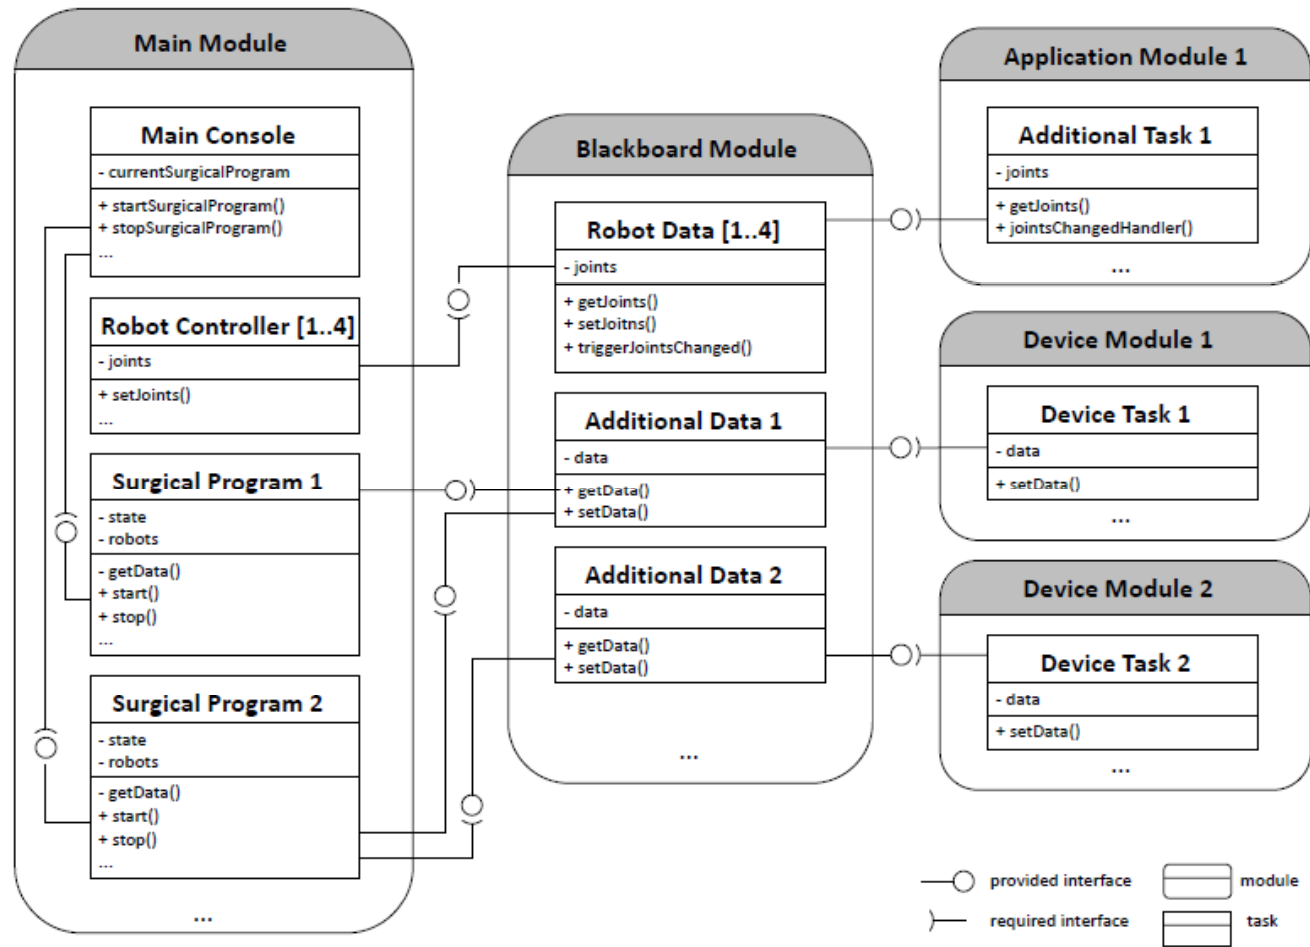 Main Module
Main Console
- currentSurgicalProgram
+ startSurgicalProgram()
+ stopSurgicalProgram()
...
Robot Controller [1..4]
- joints
+ setJoints()
...
Surgical Program 1
- state
- robots
- getData()
+ start()
+ stop()
...
Surgical Program 2
- state
- robots
- getData()
+ start()
+ stop()
...
...
Blackboard Module
Robot Data [1..4]
- joints
+ getJoints()
+ setJoitns()
+ triggerJointsChanged()
Additional Data 1
- data
+ getData()
+ setData()
Additional Data 2
- data
+ getData()
+ setData()
...
Application Module 1
Additional Task 1
- joints
+ getJoints()
+ jointsChangedHandler()
...
Device Module 1
Device Task 1
- data
+ setData()
...
Device Module 2
Device Task 2
- data
+ setData()
...
provided interface
module
required interface
task